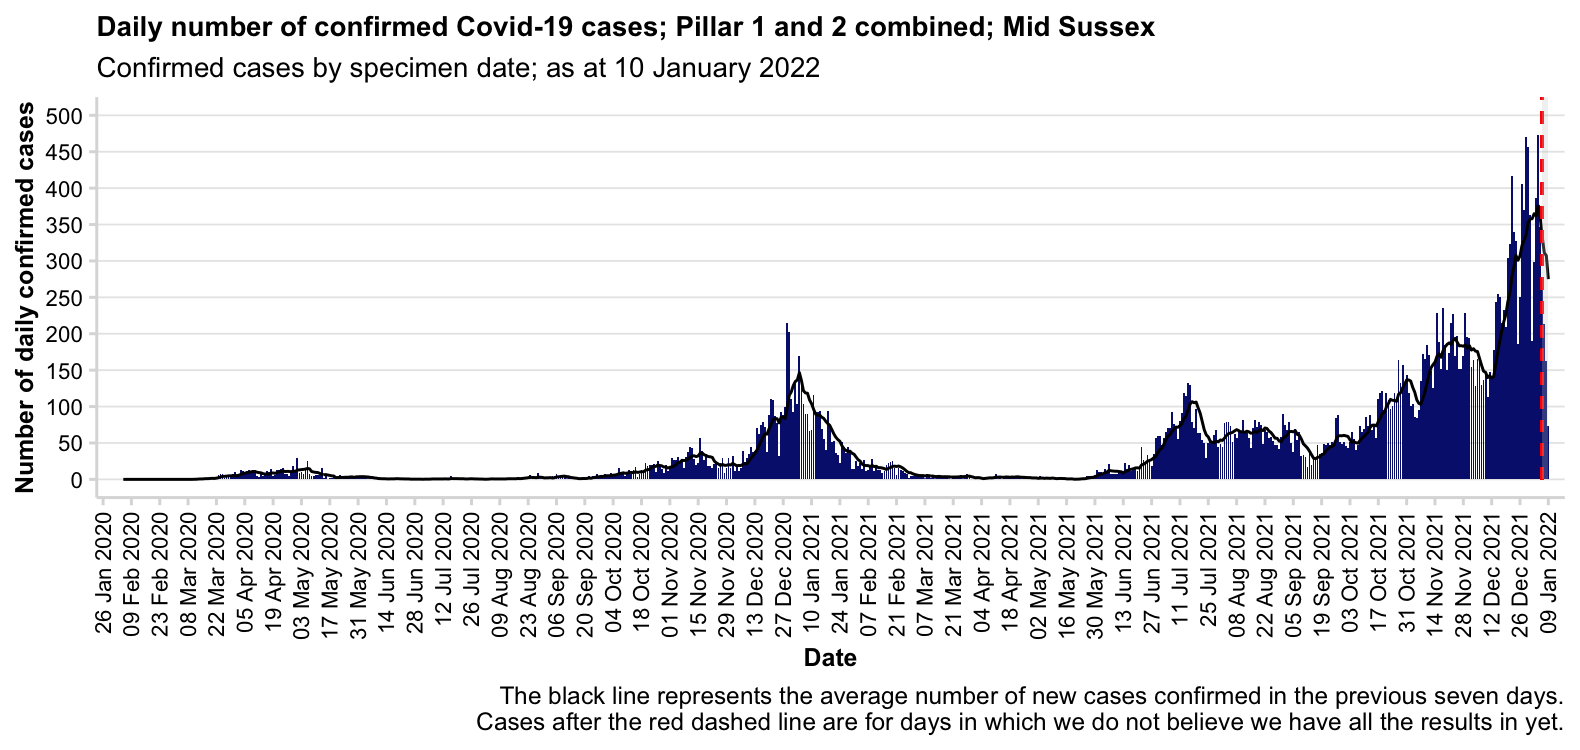 Daily number of confirmed Covid-19 cases; Pillar 1 and 2 combined; Mid Sussex
Confirmed cases by specimen date; as at 10 January 2022
Number of daily confirmed cases
500
450
400
350
300
250
200
150
100
50
0
26 Jan 2020
09 Feb 2020
23 Feb 2020
08 Mar 2020
22 Mar 2020
05 Apr 2020
19 Apr 2020
03 May 2020
17 May 2020
31 May 2020
14 Jun 2020
28 Jun 2020
12 Jul 2020
26 Jul 2020
09 Aug 2020
23 Aug 2020
06 Sep 2020
20 Sep 2020
04 Oct 2020
18 Oct 2020
01 Nov 2020
15 Nov 2020
29 Nov 2020
13 Dec 2020
27 Dec 2020
10 Jan 2021
24 Jan 2021
07 Feb 2021
21 Feb 2021
07 Mar 2021
21 Mar 2021
04 Apr 2021
18 Apr 2021
02 May 2021
16 May 2021
30 May 2021
13 Jun 2021
27 Jun 2021
11 Jul 2021
25 Jul 2021
08 Aug 2021
22 Aug 2021
05 Sep 2021
19 Sep 2021
03 Oct 2021
17 Oct 2021
31 Oct 2021
14 Nov 2021
28 Nov 2021
12 Dec 2021
26 Dec 2021
09 Jan 2022
Date
The black line represents the average number of new cases confirmed in the previous seven days.
Cases after the red dashed line are for days in which we do not believe we have all the results in yet.